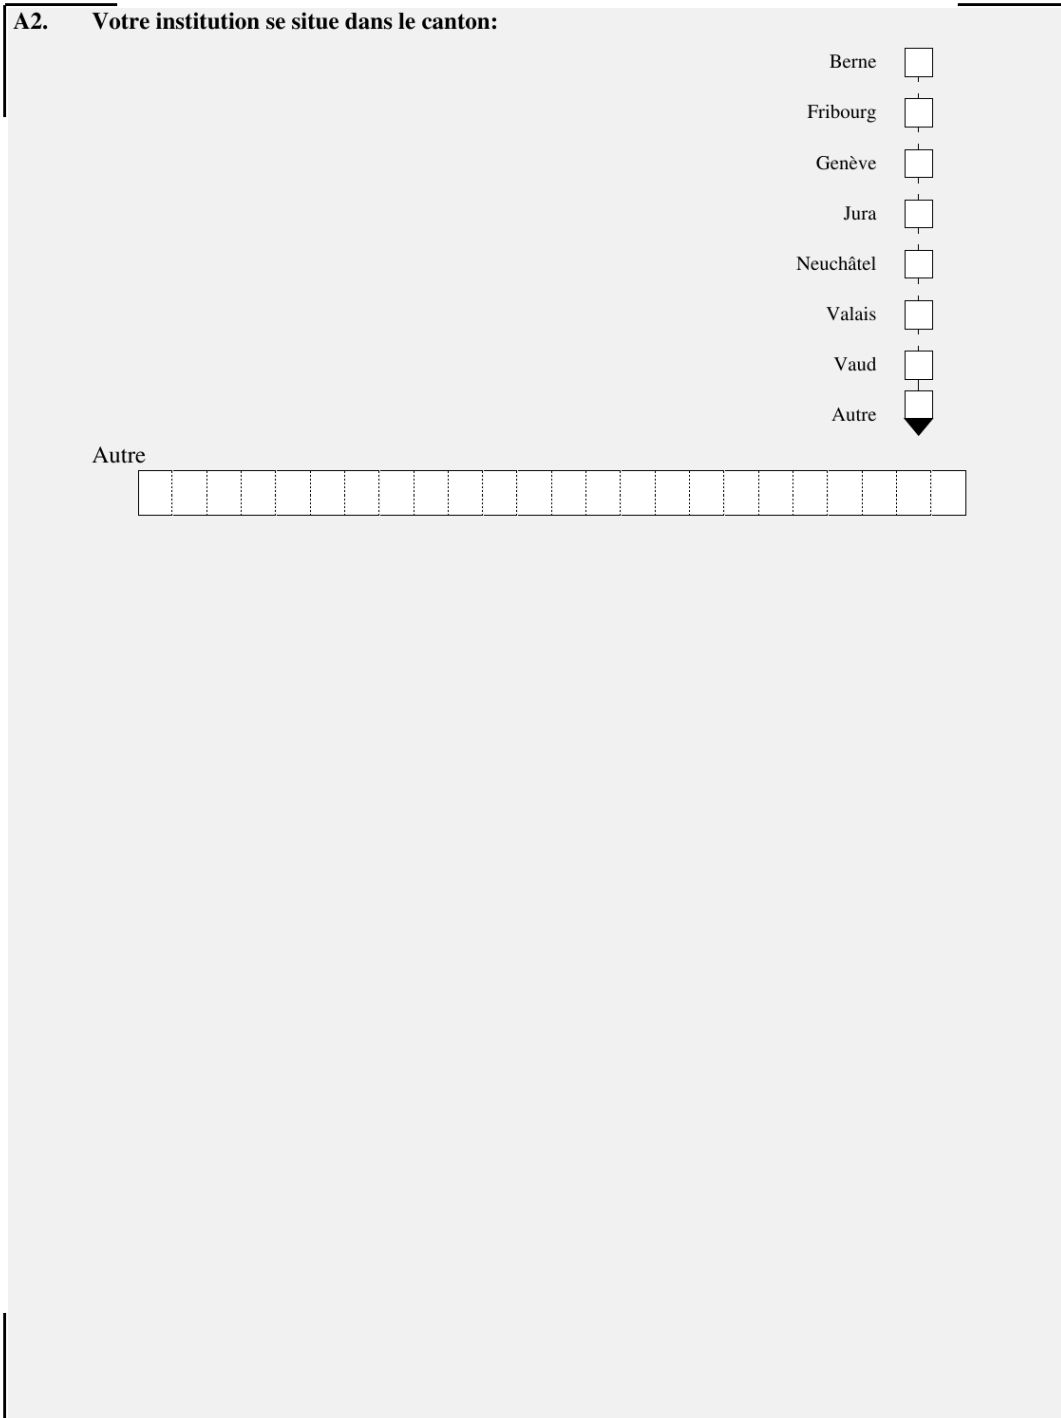 A2. Votre institution se situe dans le canton:
Berne
Fribourg
Genève
Jura
Neuchâtel
Valais
Vaud
Autre
Autre